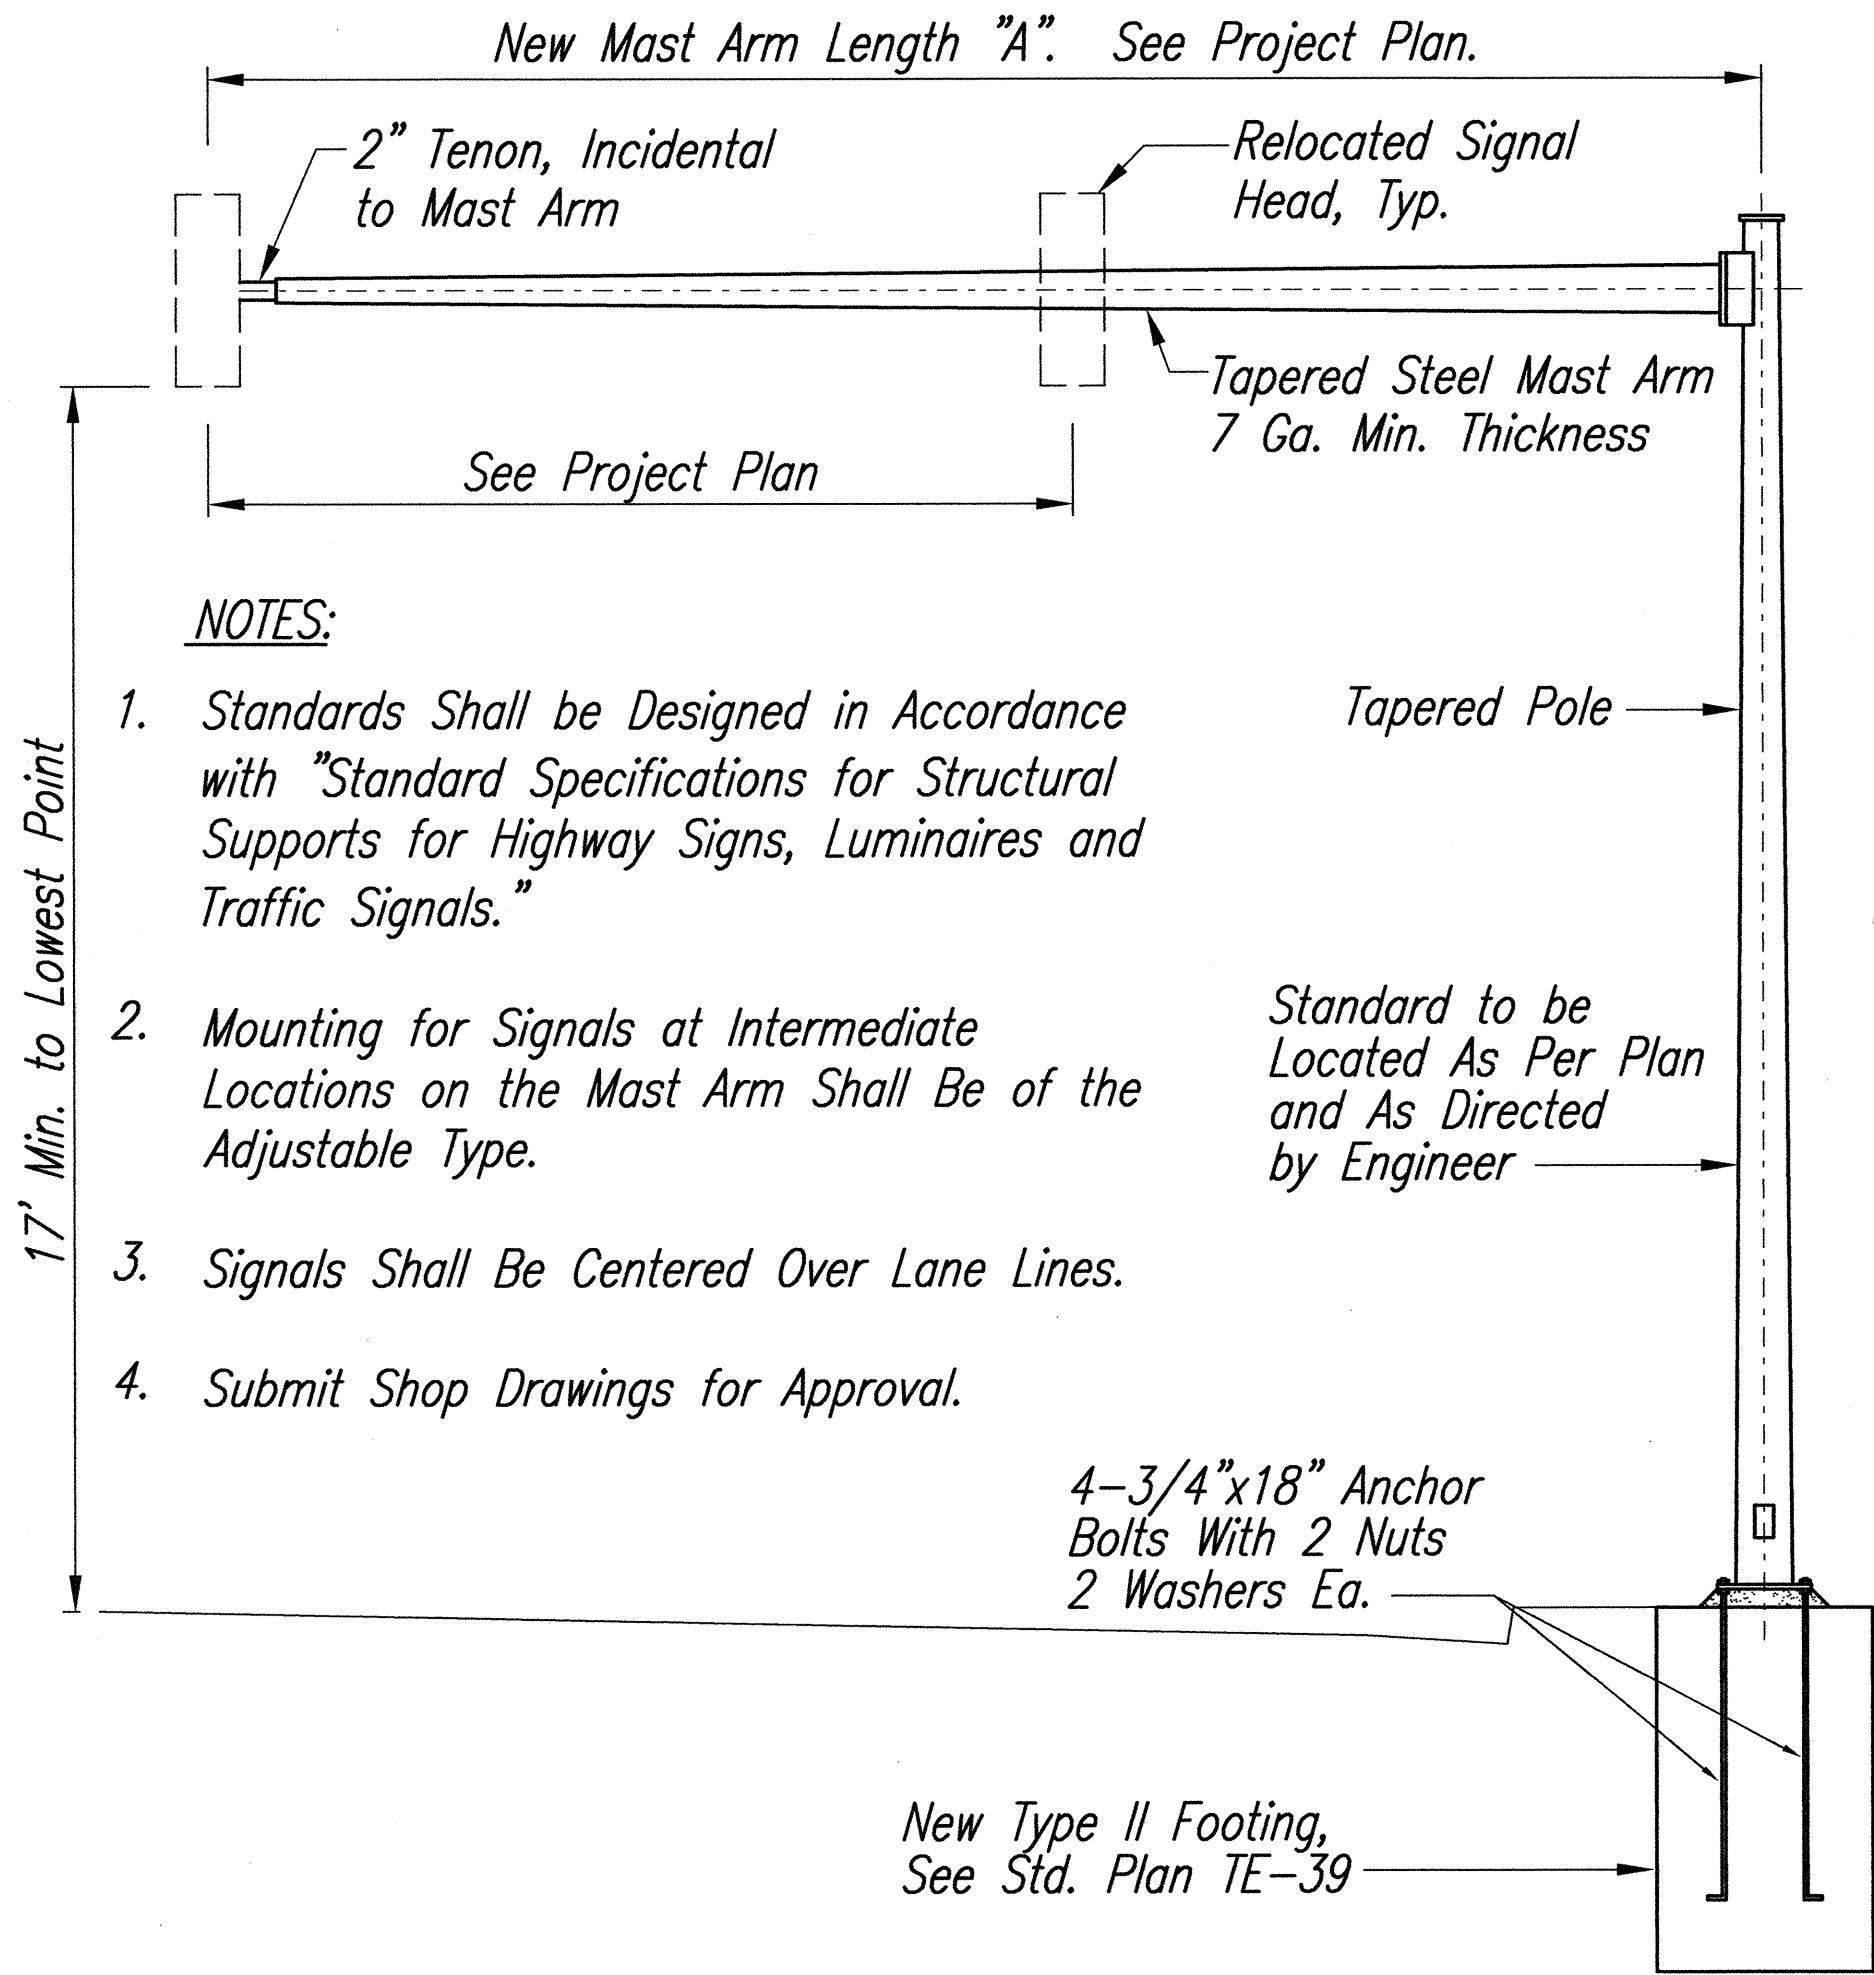 New Mast Arm Length "A". See Project Plan.
2" Tenon, Incidental
to Mast Arm
Relocated Signal
Head, Typ.
Tapered Steel Mast Arm
7 Ga. Min. Thickness
See Project Plan
17' Min. to Lowest Point
NOTES:
1. Standards Shall be Designed in Accordance
with "Standard Specifications for Structural
Supports for Highway Signs, Luminaires and
Traffic Signals."
2. Mounting for Signals at Intermediate
Locations on the Mast Arm Shall Be of the
Adjustable Type.
3. Signals Shall Be Centered Over Lane Lines.
4. Submit Shop Drawings for Approval.
Tapered Pole
Standard to be
Located As Per Plan
and As Directed
by Engineer
4-3/4"x18" Anchor
Bolts With 2 Nuts
2 Washers Ea.
New Type II Footing,
See Std. Plan TE-39